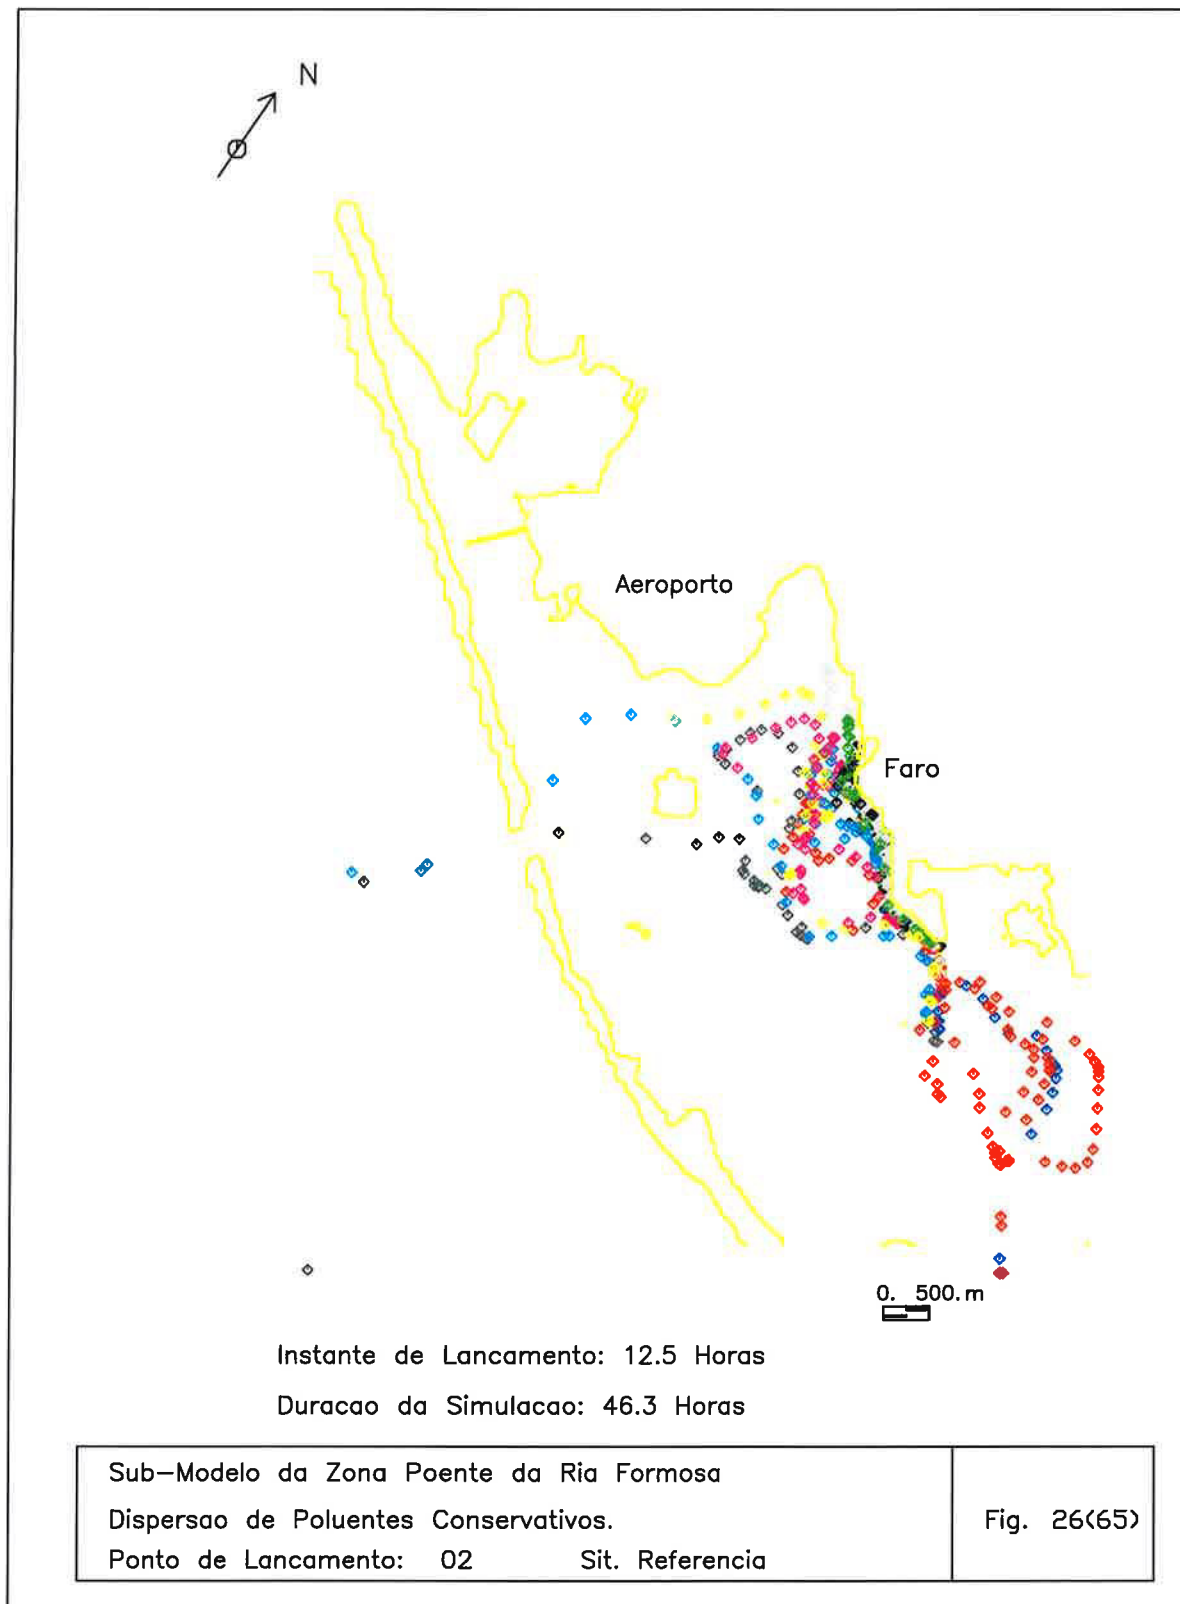 N
Aeroporto
Faro
0. 500.m
Instante de Lancamento: 12.5 Horas
Duracao da Simulacao: 46.3 Horas
Sub-Modelo da Zona Poente da Ria Formosa
Dispersao de Poluentes Conservativos.
Ponto de Lancamento: 02 Sit. Referencia
Fig. 26(65)